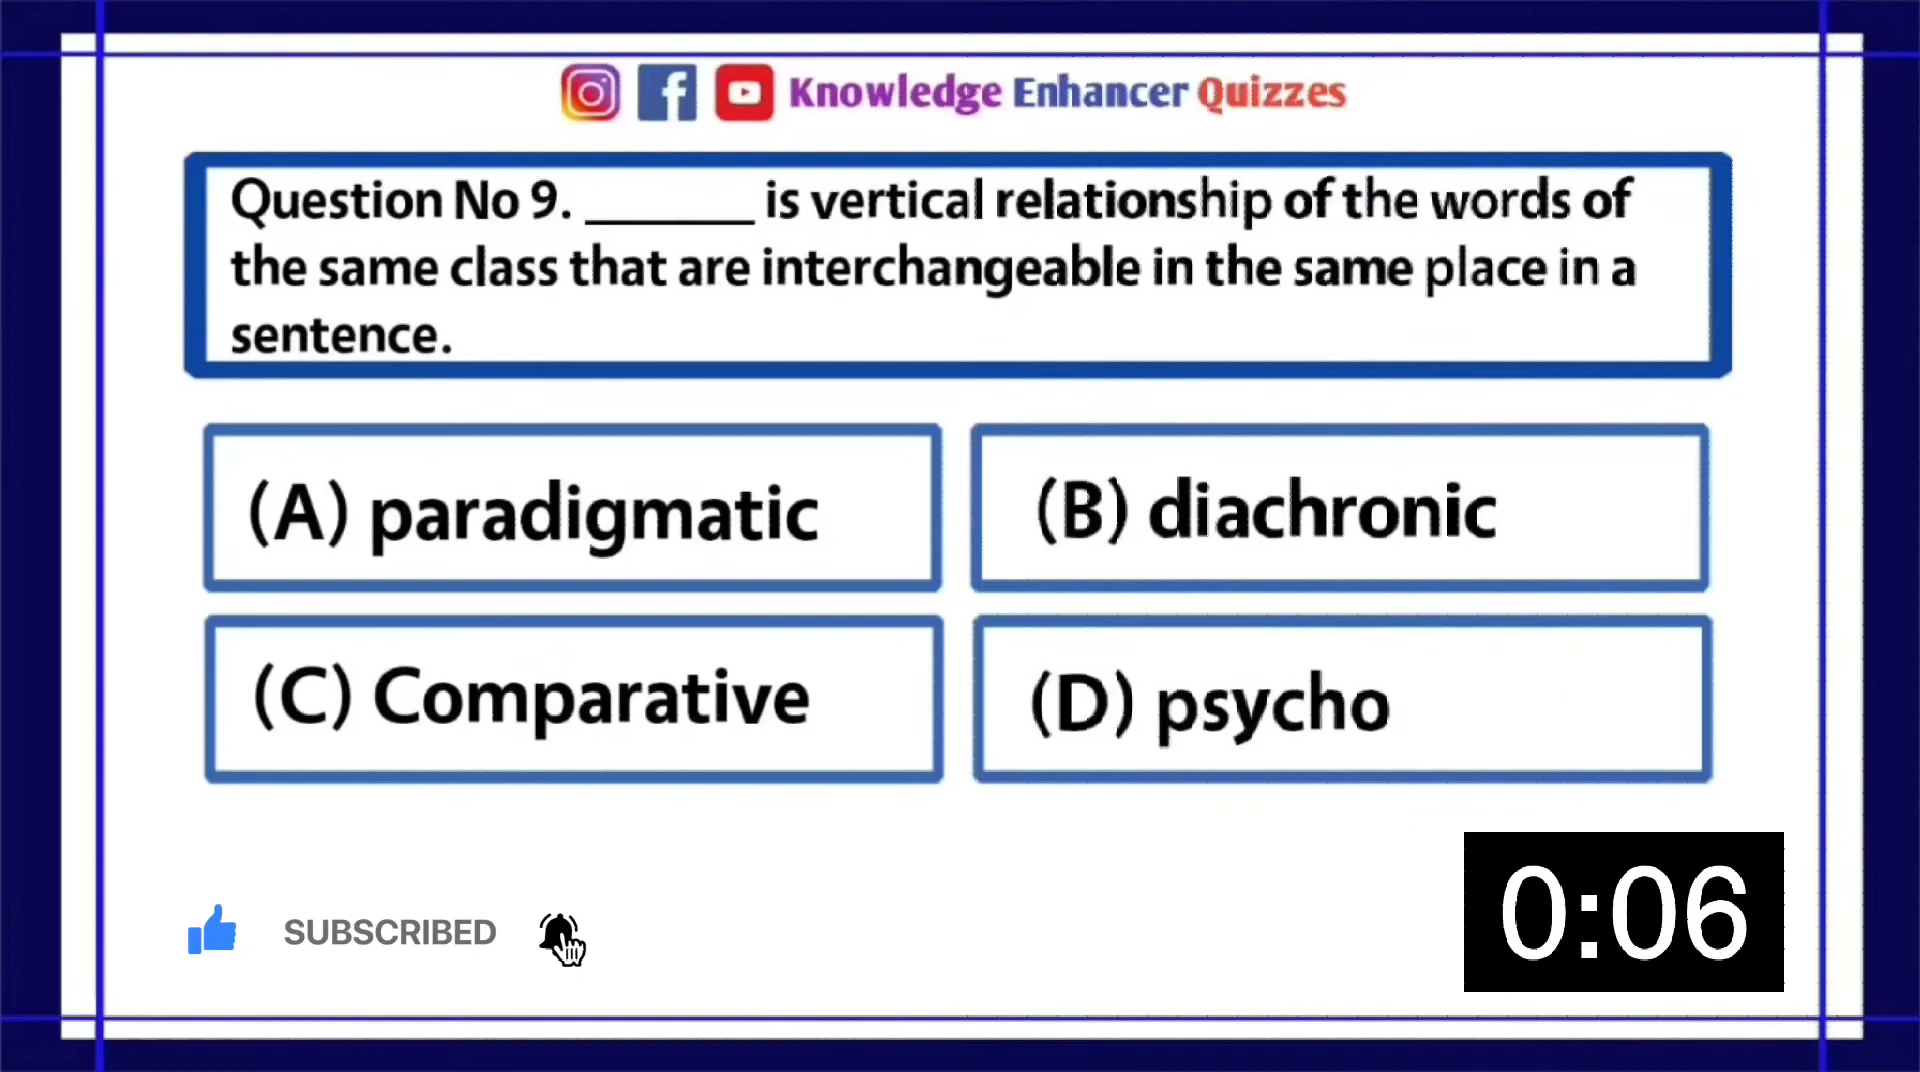 Knowledge Enhancer Quizzes
Question No 9. _______ is vertical relationship of the words of
the same class that are interchangeable in the same place in a
sentence.
(A) paradigmatic
(B) diachronic
(C) Comparative
(D) psycho
SUBSCRIBED
0:06